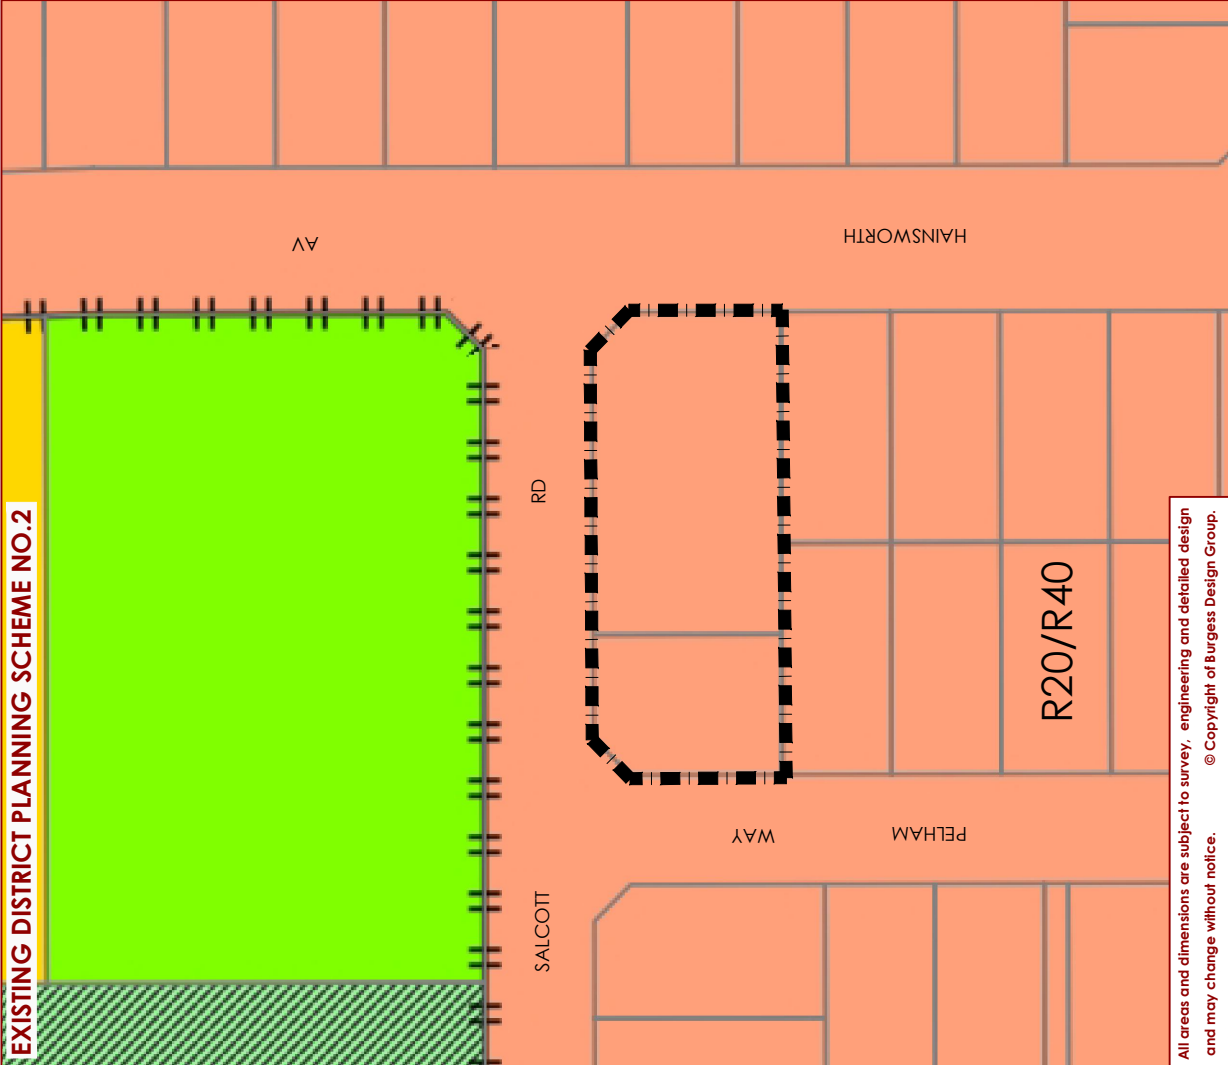 EXISTING DISTRICT PLANNING SCHEME NO.2
AV
HAINSWORTH
RD
SALCOTT
R20/R40
WAY
PELHAM
All areas and dimensions are subject to survey, engineering and detailed design
and may change without notice. © Copyright of Burgess Design Group.